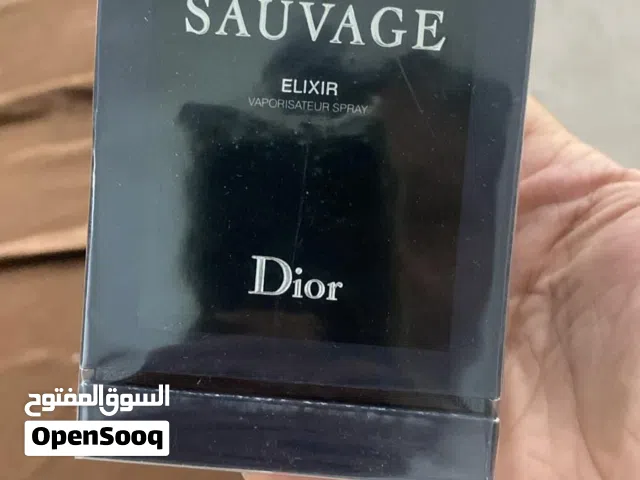 SAUVAGE
ELIXIR
VAPORISATEUR SPRAY
Dior
السوق المفتوح
OpenSooq